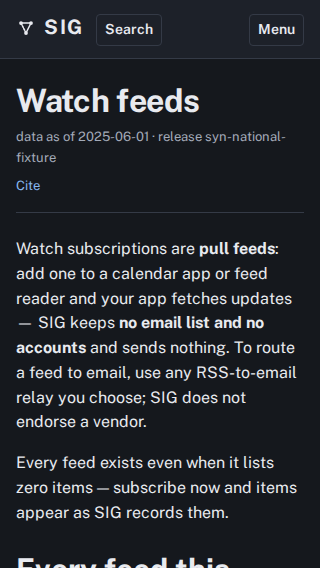 SIG
Search
Menu
Watch feeds
data as of 2025-06-01 · release syn-national-
fixture
Cite
Watch subscriptions are pull feeds:
add one to a calendar app or feed
reader and your app fetches updates
— SIG keeps no email list and no
accounts and sends nothing. To route
a feed to email, use any RSS-to-email
relay you choose; SIG does not
endorse a vendor.
Every feed exists even when it lists
zero items — subscribe now and items
appear as SIG records them.
Every feed this